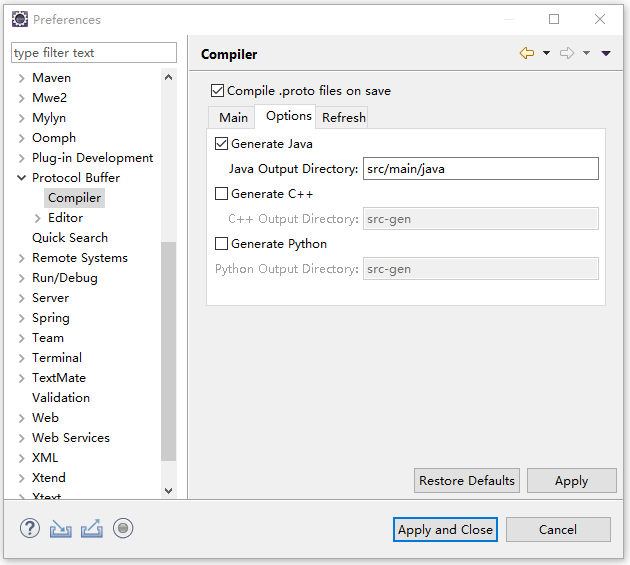 Preferences
type filter text
Maven
Mwe2
Mylyn
Oomph
Plug-in Development
Protocol Buffer
Compiler
Editor
Quick Search
Remote Systems
Run/Debug
Server
Spring
Team
Terminal
TextMate
Validation
Web
Web Services
XML
Xtend
Xtext
Compiler
Compile .proto files on save
Main Options Refresh
Generate Java
Java Output Directory: src/main/java
Generate C++
C++ Output Directory: src-gen
Generate Python
Python Output Directory: src-gen
Restore Defaults Apply
Apply and Close Cancel